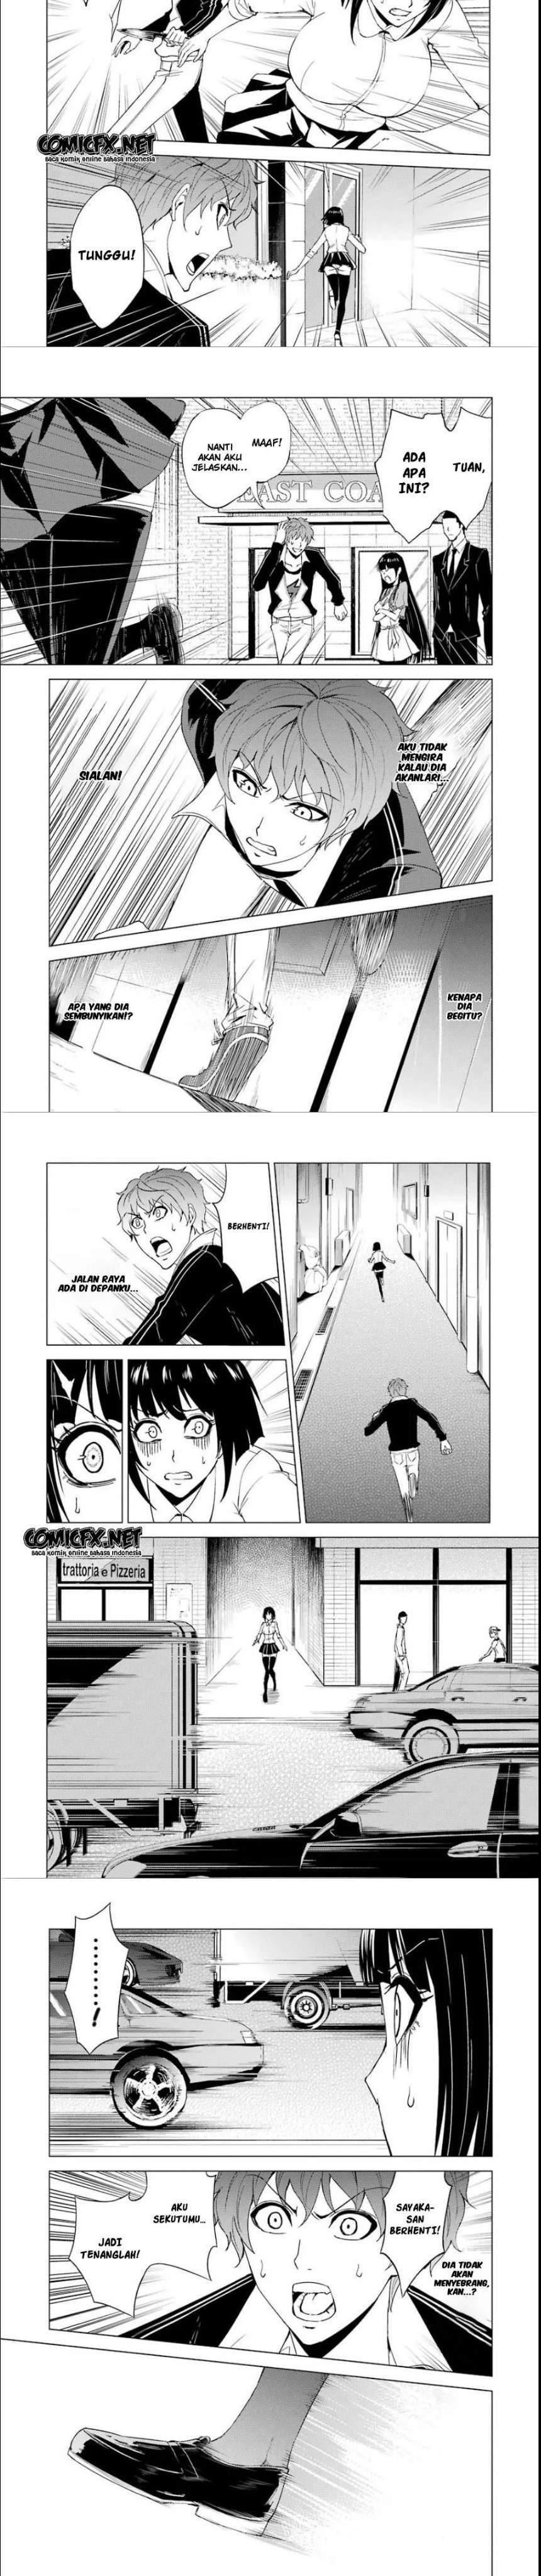 COMICFX.NET
baca komik online bahasa indonesia
TUNGGU!
TUAN,
ADA
APA
INI?
MAAF!
NANTI
AKAN AKU
JELASKAN...
EAST COA
AKU TIDAK
MENGIRA
KALAU DIA
AKANLARI...
SIALAN!
KENAPA
DIA
BEGITU?
APA YANG DIA
SEMBUNYIKAN!?
BERHENTI!
JALAN RAYA
ADA DI DEPANKU...
COMICFX.NET
baca komik online bahasa indonesia
trattoria e Pizzeria
.........!
SAYAKA-
SAN
BERHENTI!
DIA TIDAK
AKAN
MENYEBRANG,
KAN...?
AKU
SEKUTUMU...
JADI
TENANGLAH!